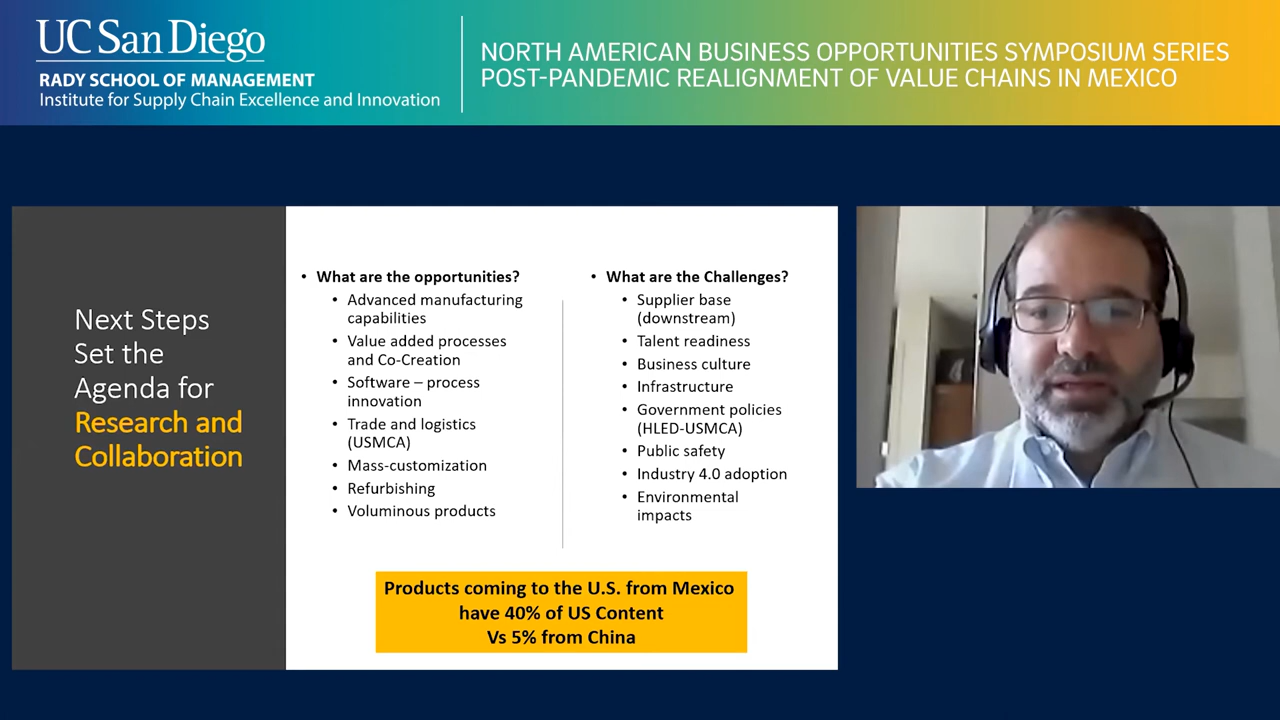 UC San Diego
RADY SCHOOL OF MANAGEMENT
Institute for Supply Chain Excellence and Innovation
NORTH AMERICAN BUSINESS OPPORTUNITIES SYMPOSIUM SERIES
POST-PANDEMIC REALIGNMENT OF VALUE CHAINS IN MEXICO
Next Steps
Set the
Agenda for
Research and
Collaboration
• What are the opportunities?
• Advanced manufacturing
capabilities
• Value added processes
and Co-Creation
• Software – process
innovation
• Trade and logistics
(USMCA)
• Mass-customization
• Refurbishing
• Voluminous products
• What are the Challenges?
• Supplier base
(downstream)
• Talent readiness
• Business culture
• Infrastructure
• Government policies
(HLED-USMCA)
• Public safety
• Industry 4.0 adoption
• Environmental
impacts
Products coming to the U.S. from Mexico
have 40% of US Content
Vs 5% from China